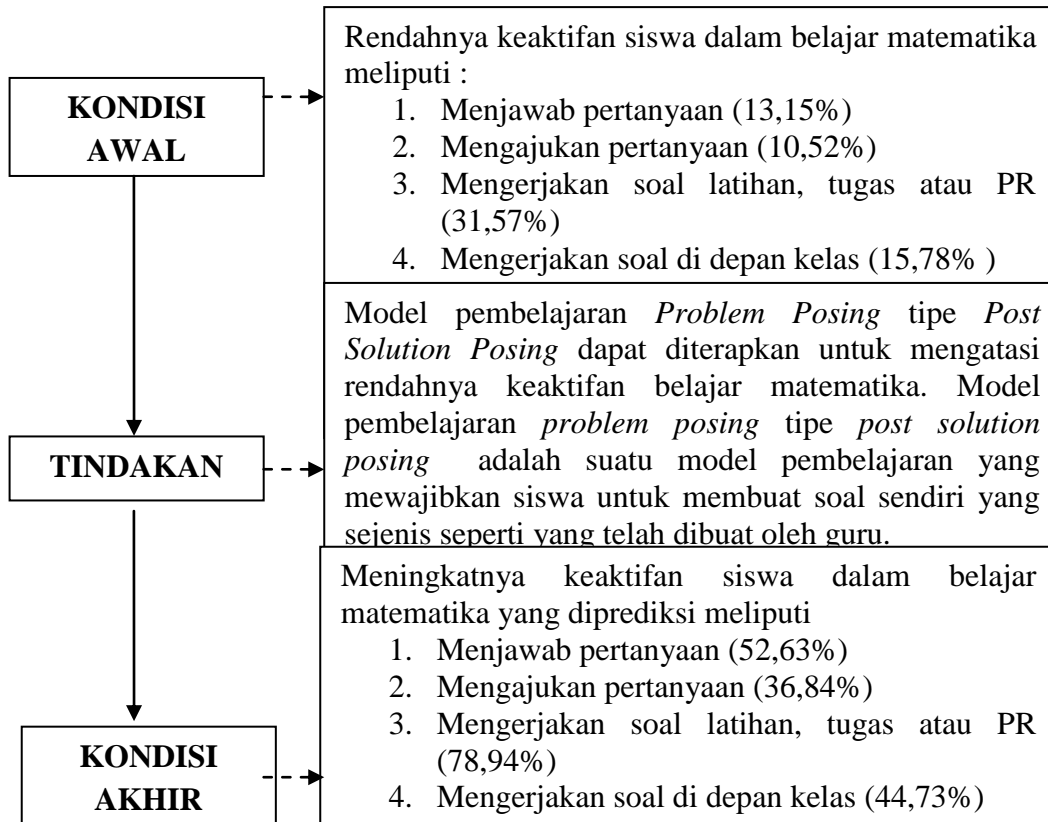 KONDISI
AWAL
Rendahnya keaktifan siswa dalam belajar matematika
meliputi :
1. Menjawab pertanyaan (13,15%)
2. Mengajukan pertanyaan (10,52%)
3. Mengerjakan soal latihan, tugas atau PR
(31,57%)
4. Mengerjakan soal di depan kelas (15,78% )
TINDAKAN
Model pembelajaran Problem Posing tipe Post
Solution Posing dapat diterapkan untuk mengatasi
rendahnya keaktifan belajar matematika. Model
pembelajaran problem posing tipe post solution
posing adalah suatu model pembelajaran yang
mewajibkan siswa untuk membuat soal sendiri yang
sejenis seperti yang telah dibuat oleh guru.
KONDISI
AKHIR
Meningkatnya keaktifan siswa dalam belajar
matematika yang diprediksi meliputi
1. Menjawab pertanyaan (52,63%)
2. Mengajukan pertanyaan (36,84%)
3. Mengerjakan soal latihan, tugas atau PR
(78,94%)
4. Mengerjakan soal di depan kelas (44,73%)